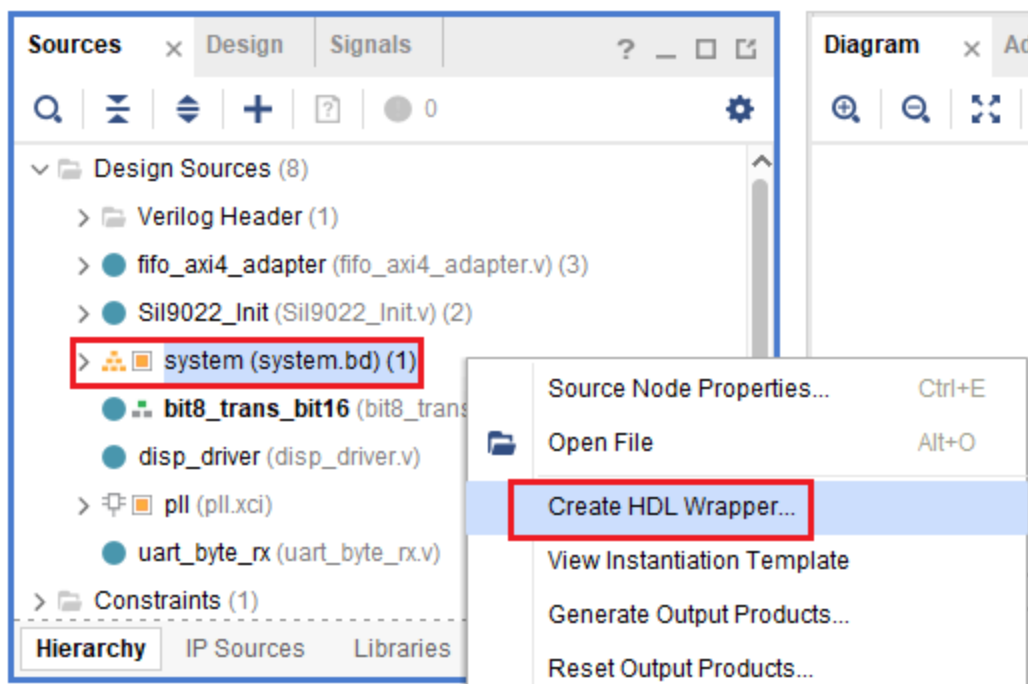 Sources Design Signals ?
Diagram
0
Design Sources (8)
Verilog Header (1)
fifo_axi4_adapter (fifo_axi4_adapter.v) (3)
Sil9022_Init (Sil9022_Init.v) (2)
system (system.bd) (1)
bit8_trans_bit16 (bit8_trans
disp_driver (disp_driver.v)
pll (pll.xci)
uart_byte_rx (uart_byte_rx.v)
Constraints (1)
Hierarchy IP Sources Libraries
Source Node Properties... Ctrl+E
Open File Alt+O
Create HDL Wrapper...
View Instantiation Template
Generate Output Products...
Reset Output Products...